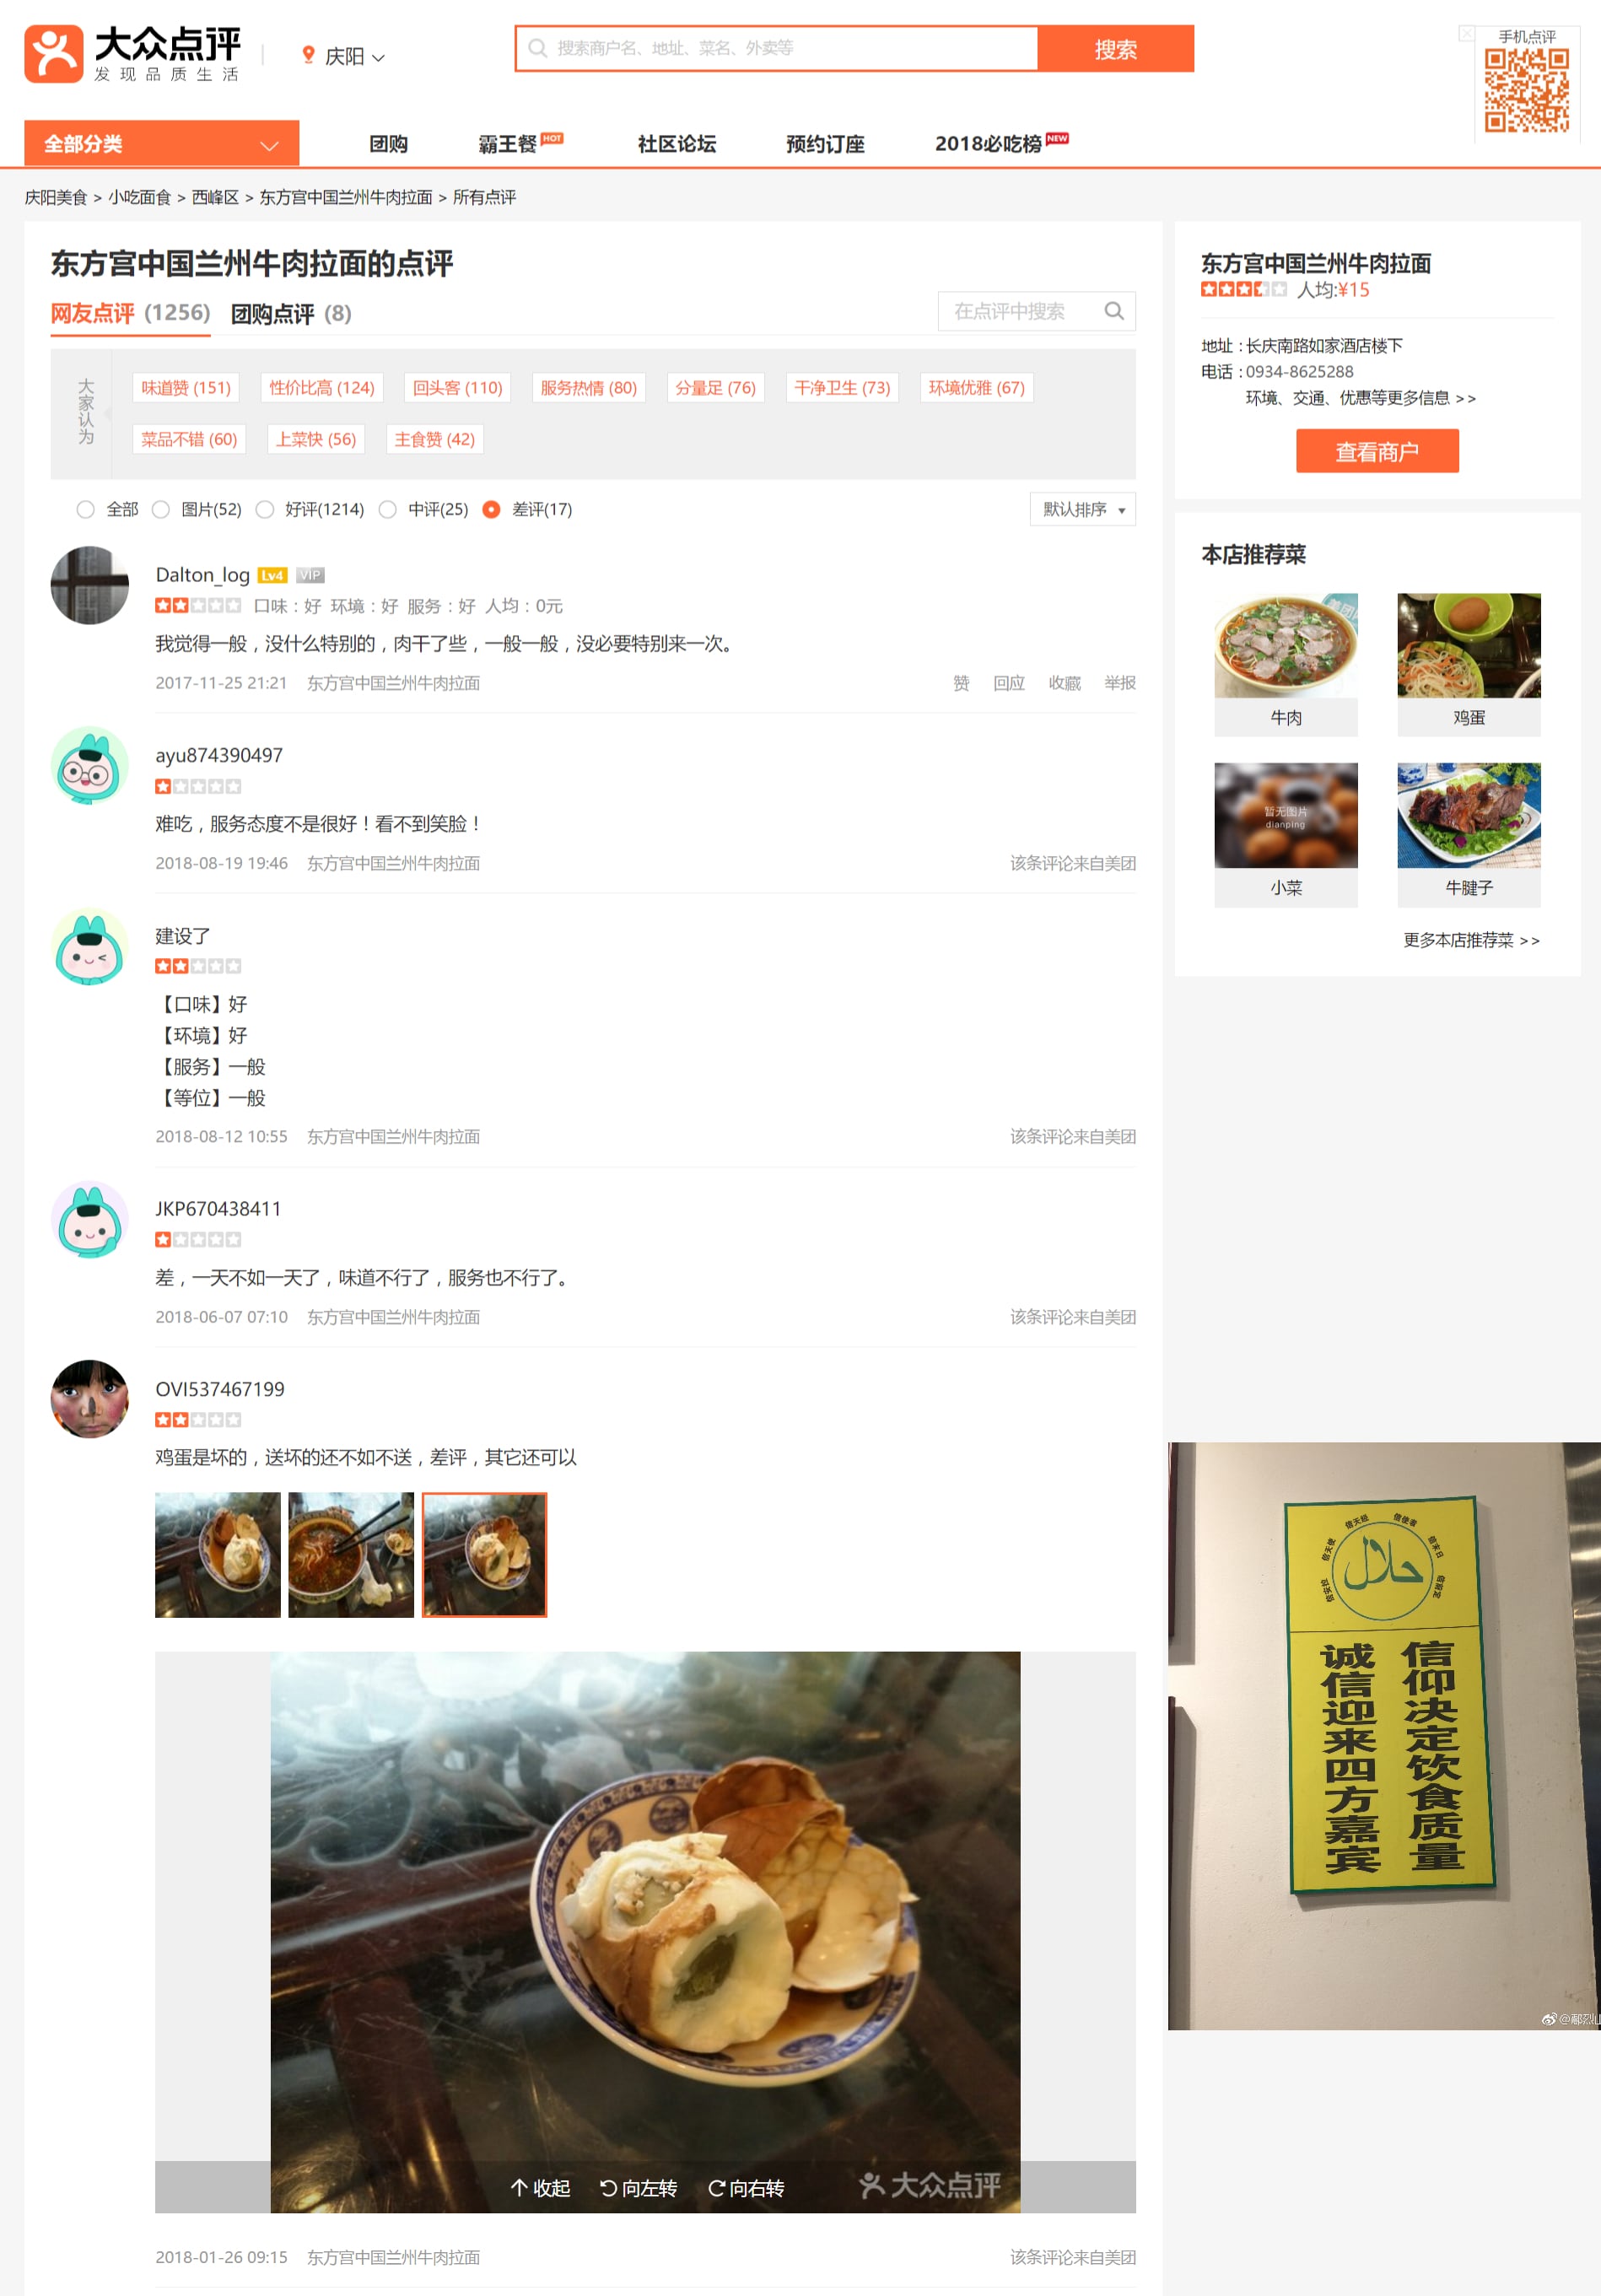 大众点评
发现品质生活
庆阳
搜索商户名、地址、菜名、外卖等
搜索
手机点评
全部分类
团购
霸王餐 HOT
社区论坛
预约订座
2018必吃榜 NEW
庆阳美食 > 小吃面食 > 西峰区 > 东方宫中国兰州牛肉拉面 > 所有点评
东方宫中国兰州牛肉拉面的点评
网友点评 (1256) 团购点评 (8)
在点评中搜索
大家认为
味道赞 (151) 性价比高 (124) 回头客 (110) 服务热情 (80) 分量足 (76) 干净卫生 (73) 环境优雅 (67)
菜品不错 (60) 上菜快 (56) 主食赞 (42)
全部 图片(52) 好评(1214) 中评(25) 差评(17)
默认排序
Dalton_log Lv4 VIP
口味：好 环境：好 服务：好 人均：0元
我觉得一般，没什么特别的，肉干了些，一般一般，没必要特别来一次。
2017-11-25 21:21 东方宫中国兰州牛肉拉面
赞 回应 收藏 举报
ayu874390497
难吃，服务态度不是很好！看不到笑脸！
2018-08-19 19:46 东方宫中国兰州牛肉拉面
该条评论来自美团
建设了
【口味】好
【环境】好
【服务】一般
【等位】一般
2018-08-12 10:55 东方宫中国兰州牛肉拉面
该条评论来自美团
JKP670438411
差，一天不如一天了，味道不行了，服务也不行了。
2018-06-07 07:10 东方宫中国兰州牛肉拉面
该条评论来自美团
OVI537467199
鸡蛋是坏的，送坏的还不如不送，差评，其它还可以
收起 向左转 向右转
大众点评
2018-01-26 09:15 东方宫中国兰州牛肉拉面
该条评论来自美团
东方宫中国兰州牛肉拉面
人均:¥15
地址：长庆南路如家酒店楼下
电话：0934-8625288
环境、交通、优惠等更多信息 >>
查看商户
本店推荐菜
美团
牛肉
鸡蛋
暂无图片
dianping
小菜
牛腱子
更多本店推荐菜 >>
信安拉
信天使
信天经
信使者
信末日
信前定
حلال
信仰决定饮食质量
诚信迎来四方嘉宾